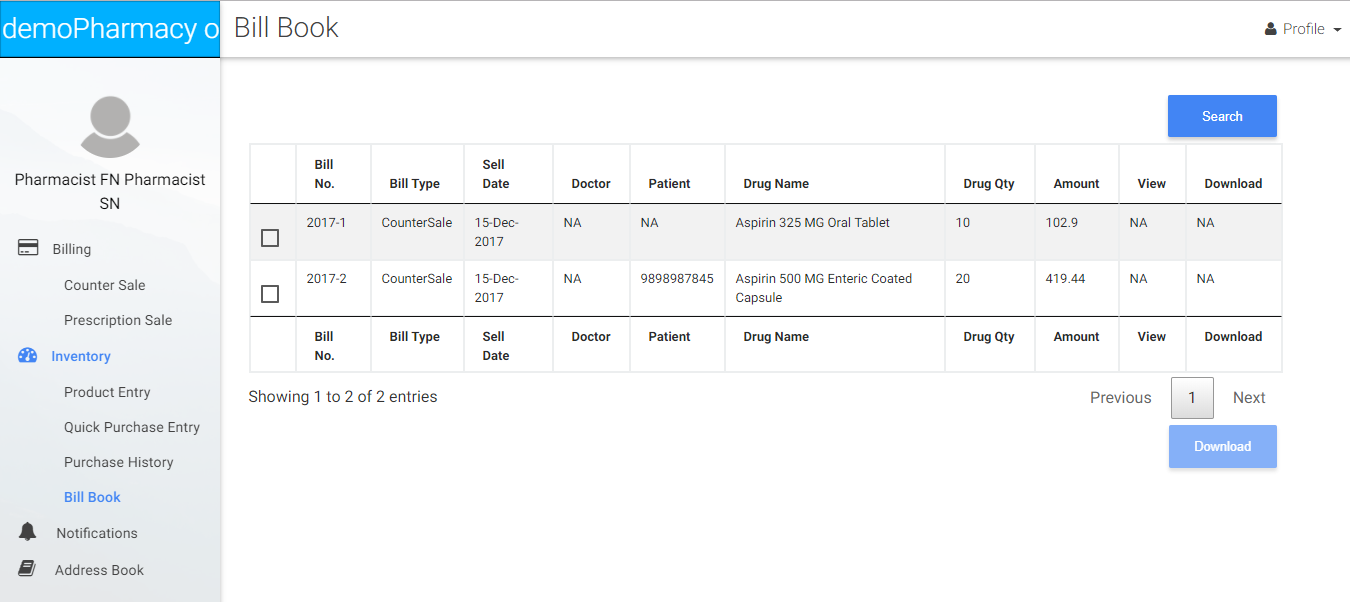 demoPharmacy o
Bill Book
Profile
Pharmacist FN Pharmacist
SN
Billing
Counter Sale
Prescription Sale
Inventory
Product Entry
Quick Purchase Entry
Purchase History
Bill Book
Notifications
Address Book
Search
Bill No. Bill Type Sell Date Doctor Patient Drug Name Drug Qty Amount View Download
2017-1 CounterSale 15-Dec-2017 NA NA Aspirin 325 MG Oral Tablet 10 102.9 NA NA
2017-2 CounterSale 15-Dec-2017 NA 9898987845 Aspirin 500 MG Enteric Coated Capsule 20 419.44 NA NA
Bill No. Bill Type Sell Date Doctor Patient Drug Name Drug Qty Amount View Download
Showing 1 to 2 of 2 entries
Previous 1 Next
Download